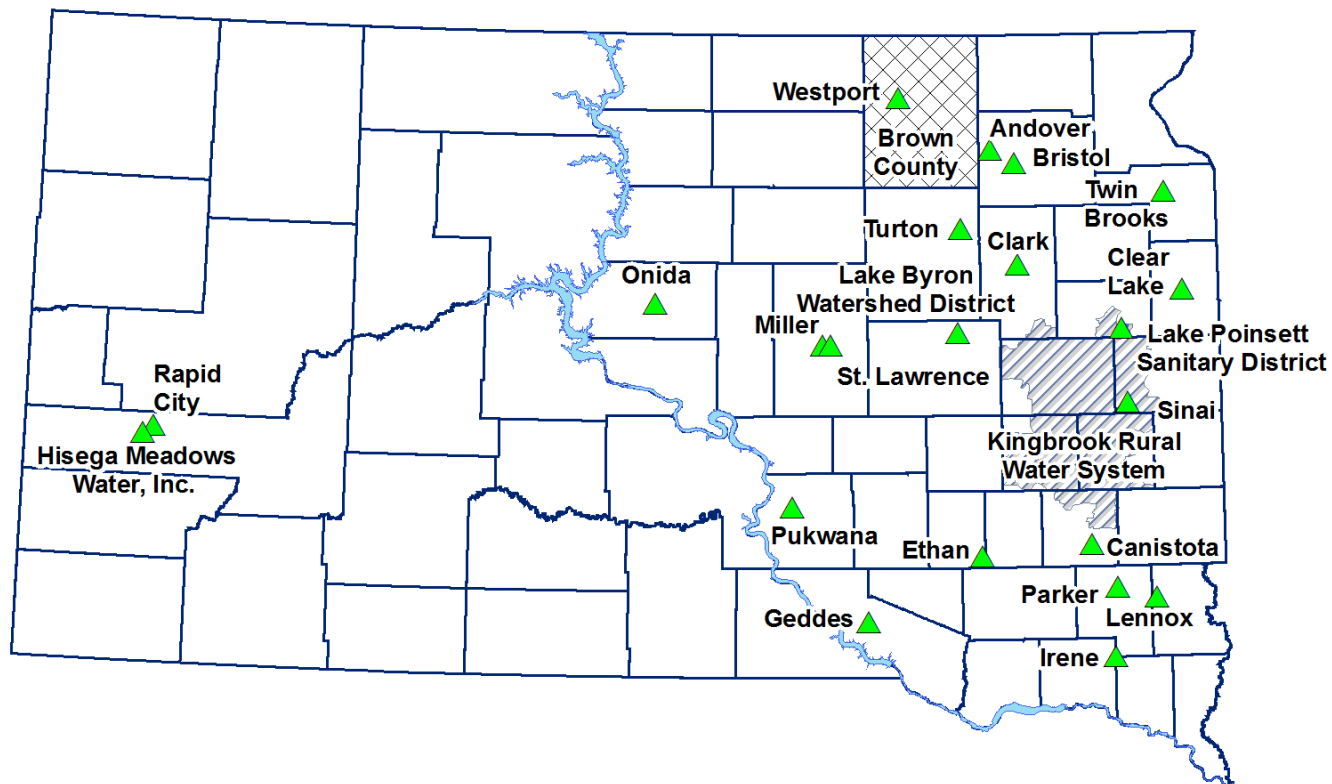 Westport
Brown
County
Andover
Bristol
Twin
Brooks
Turton
Clark
Clear
Lake
Onida
Lake Byron
Watershed District
Miller
St. Lawrence
Lake Poinsett
Sanitary District
Rapid
City
Hisega Meadows
Water, Inc.
Sinai
Kingbrook Rural
Water System
Pukwana
Ethan
Canistota
Parker
Lennox
Geddes
Irene